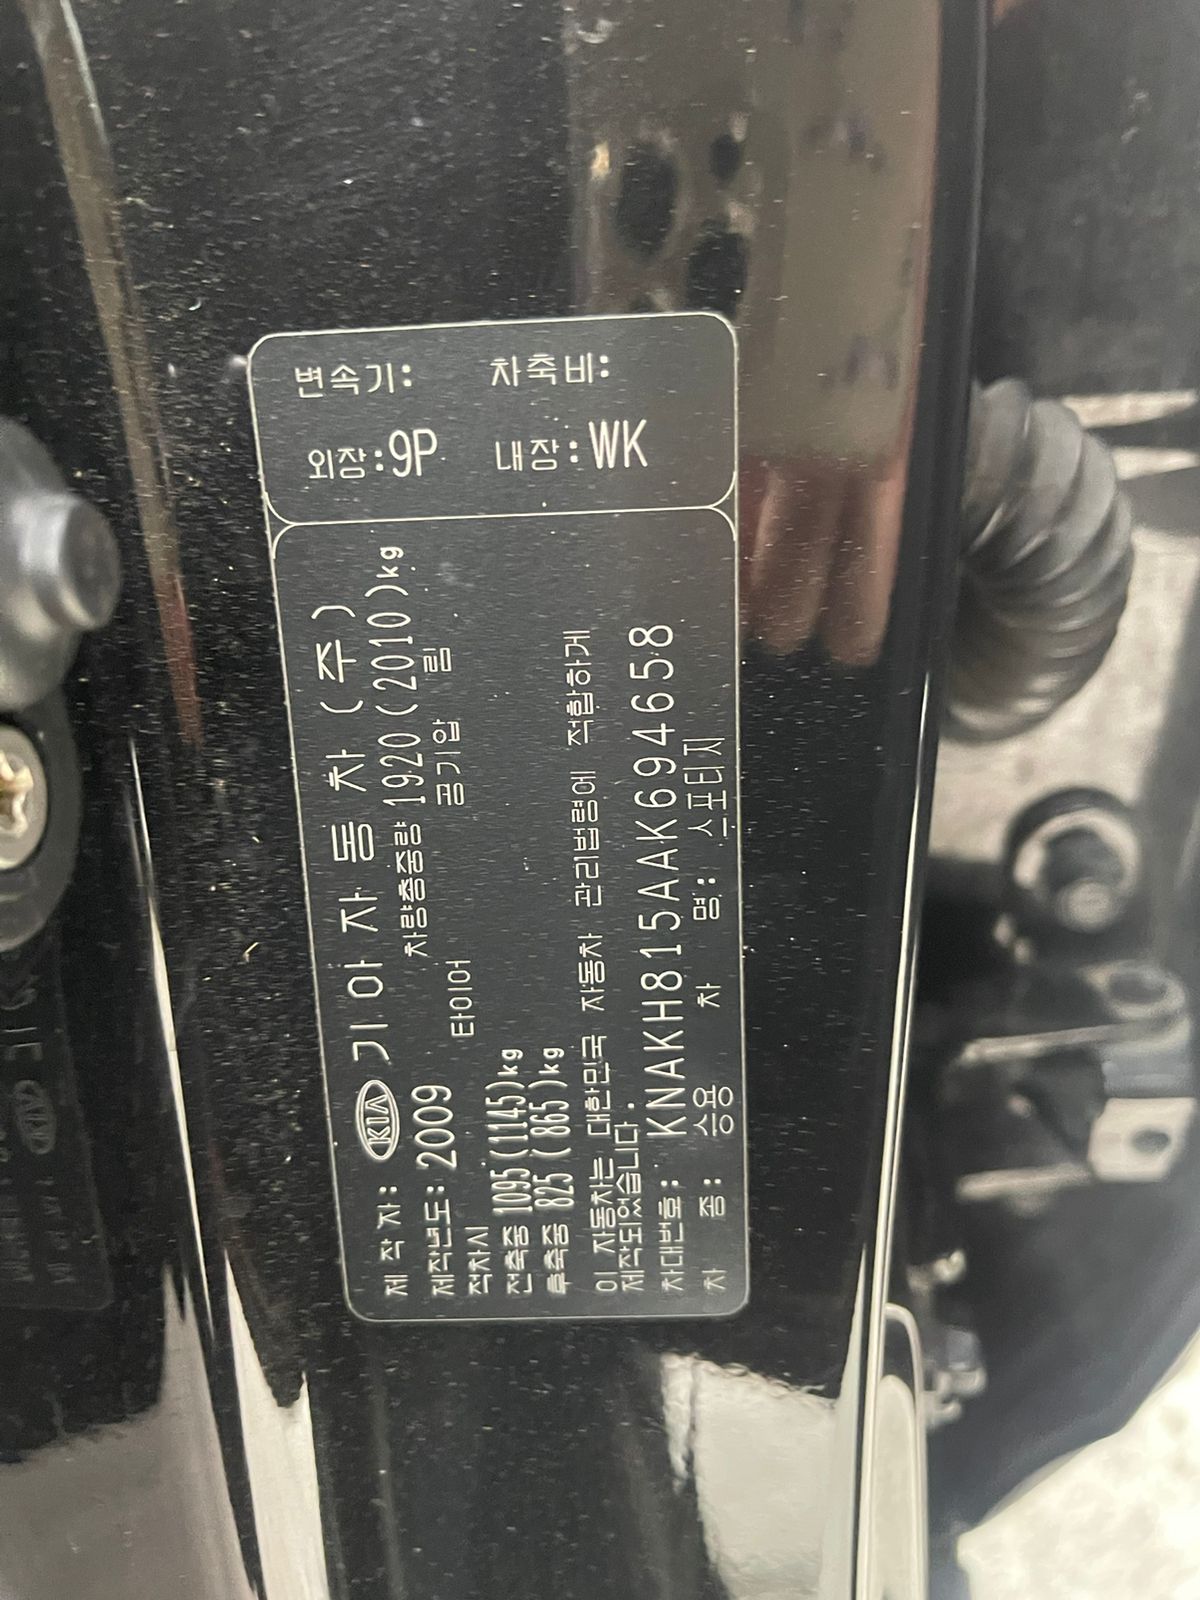 변속기: 차축비:
외장:9P 내장:WK
제 작 자: KIA 기아자동차(주)
제작년도:2009 차량총중량 1920(2010)kg
적차시 타이어 공기압 림
전축중 1095(1145)kg
후축중 825( 865)kg
이 자동차는 대한민국 자동차 관리법령에 적합하게
제작되었습니다.
차대번호: KNAKH815AAK694658
차 종: 승용 차 명: 스포티지